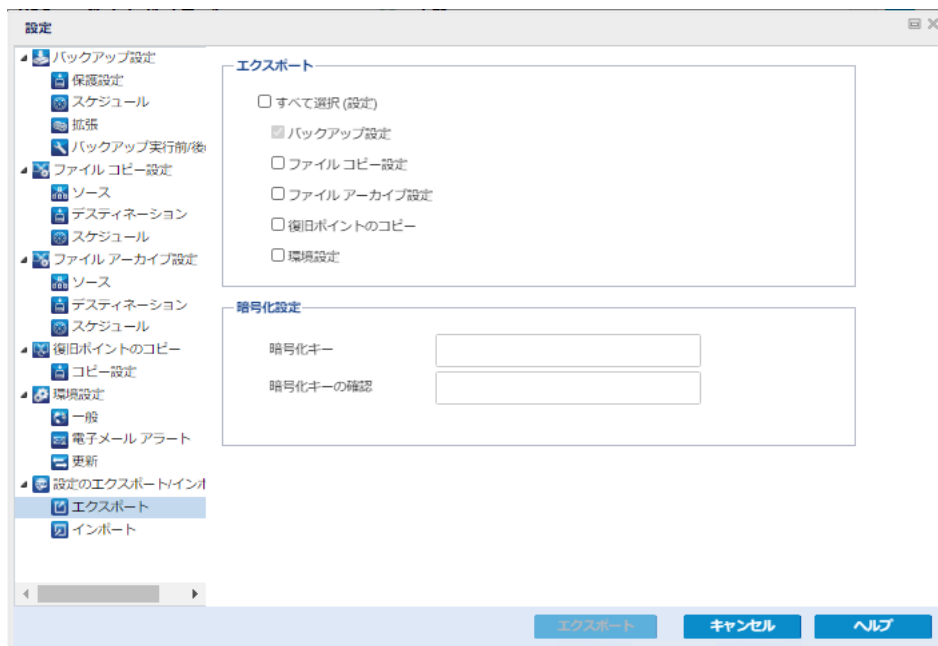 設定
バックアップ設定
保護設定
スケジュール
拡張
バックアップ実行前/後
ファイル コピー設定
ソース
デスティネーション
スケジュール
ファイル アーカイブ設定
ソース
デスティネーション
スケジュール
復旧ポイントのコピー
コピー設定
環境設定
一般
電子メール アラート
更新
設定のエクスポート/インポ
エクスポート
インポート
エクスポート
すべて選択 (設定)
バックアップ設定
ファイル コピー設定
ファイル アーカイブ設定
復旧ポイントのコピー
環境設定
暗号化設定
暗号化キー
暗号化キーの確認
エクスポート
キャンセル
ヘルプ